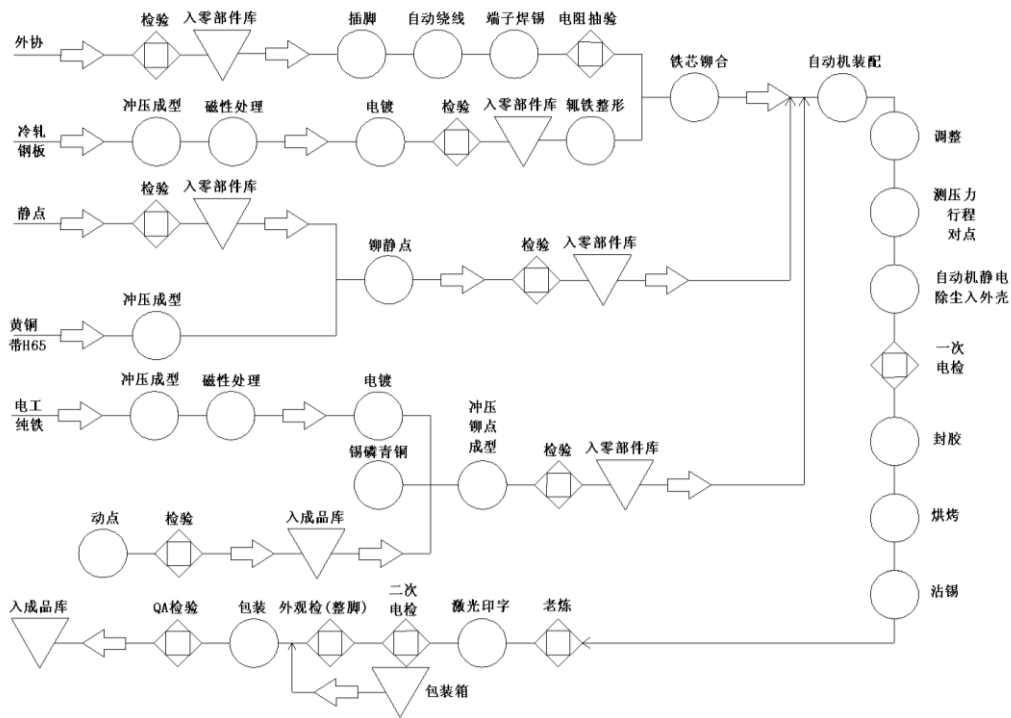 外协
检验
入零部件库
插脚
自动绕线
端子焊锡
电阻抽验
铁芯铆合
自动机装配
冷轧
钢板
冲压成型
磁性处理
电镀
检验
入零部件库
轭铁整形
调整
静点
检验
入零部件库
测压力
行程
对点
铆静点
检验
入零部件库
自动机静电
除尘入外壳
黄铜
带H65
冲压成型
一次
电检
电工
纯铁
冲压成型
磁性处理
电镀
冲压
铆点
成型
检验
入零部件库
封胶
锡磷青铜
动点
检验
入成品库
烘烤
沾锡
入成品库
QA检验
包装
外观检(整脚)
二次
电检
激光印字
老炼
包装箱